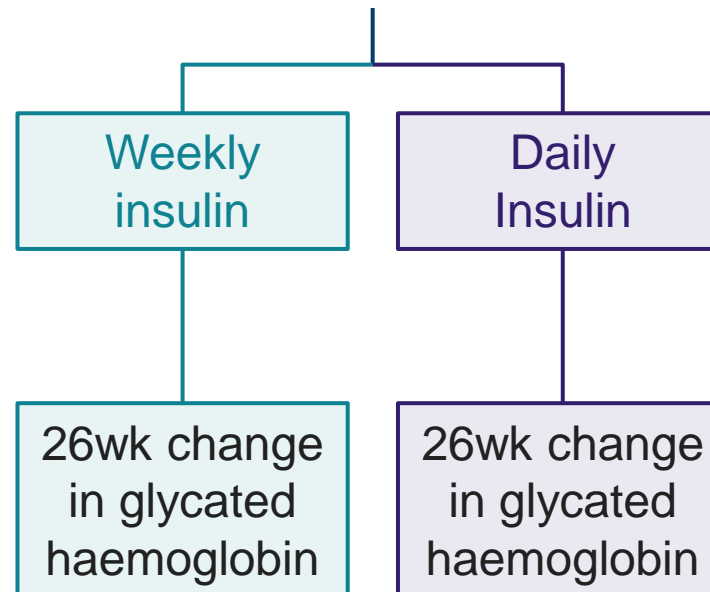 Weekly
insulin
Daily
Insulin
26wk change
in glycated
haemoglobin
26wk change
in glycated
haemoglobin